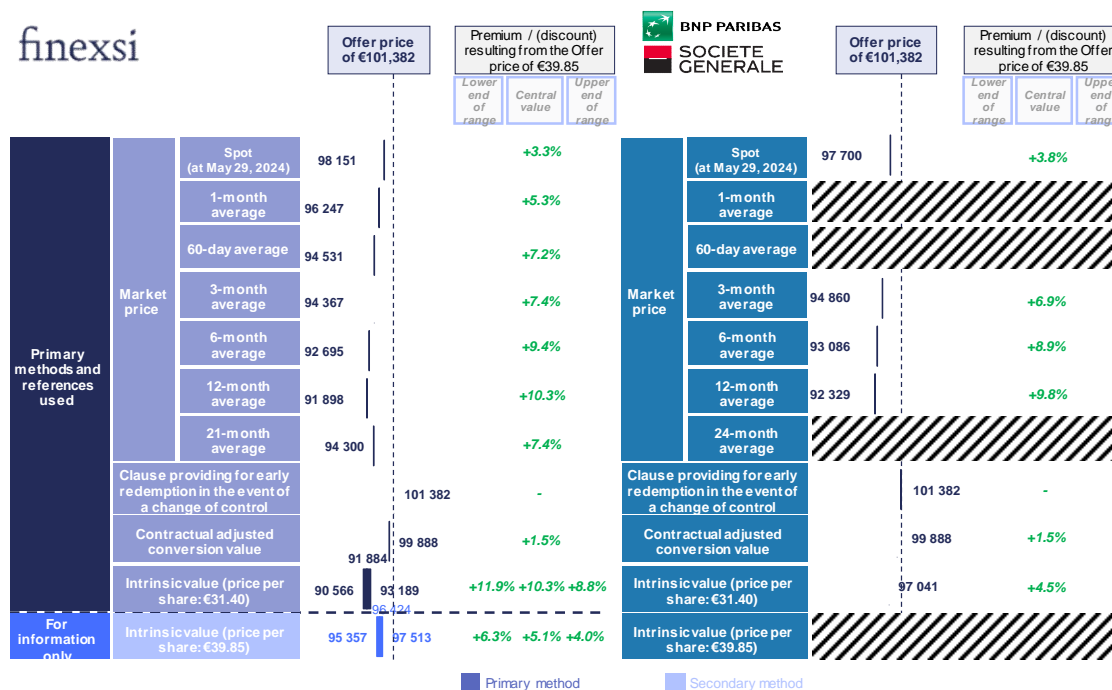 finexsi
Offer price
of €101,382
Premium / (discount)
resulting from the Offer
price of €39.85
Lower
end
of
range
Central
value
Upper
end
of
range
Primary
methods and
references
used
Market
price
Spot
(at May 29, 2024)
98 151
+3.3%
1-month
average
96 247
+5.3%
60-day average
94 531
+7.2%
3-month
average
94 367
+7.4%
6-month
average
92 695
+9.4%
12-month
average
91 898
+10.3%
21-month
average
94 300
+7.4%
Clause providing for early
redemption in the event of
a change of control
101 382
-
Contractual adjusted
conversion value
99 888
+1.5%
Intrinsic value (price per
share: €31.40)
91 884
90 566
93 189
+11.9% +10.3% +8.8%
For
information
only
Intrinsic value (price per
share: €39.85)
96 424
95 357
97 513
+6.3% +5.1% +4.0%
BNP PARIBAS
SOCIETE
GENERALE
Offer price
of €101,382
Premium / (discount)
resulting from the Offer
price of €39.85
Lower
end
of
range
Central
value
Upper
end
of
range
Market
price
Spot
(at May 29, 2024)
97 700
+3.8%
1-month
average
60-day average
3-month
average
94 860
+6.9%
6-month
average
93 086
+8.9%
12-month
average
92 329
+9.8%
24-month
average
Clause providing for early
redemption in the event of
a change of control
101 382
-
Contractual adjusted
conversion value
99 888
+1.5%
Intrinsic value (price per
share: €31.40)
97 041
+4.5%
Intrinsic value (price per
share: €39.85)
Primary method
Secondary method